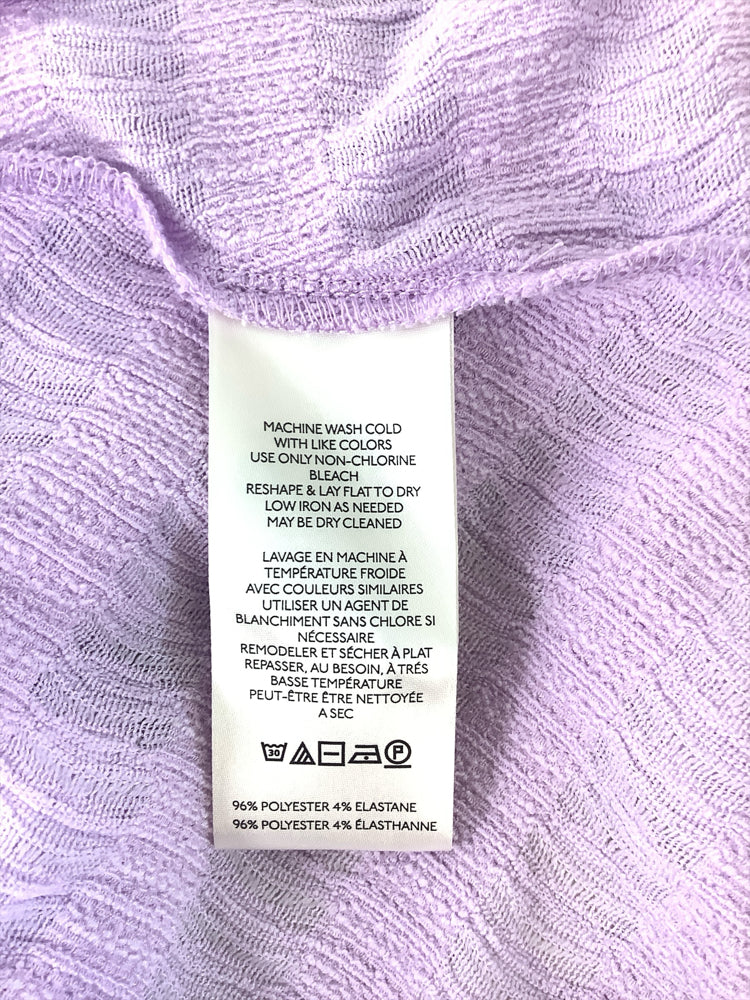 MACHINE WASH COLD
WITH LIKE COLORS
USE ONLY NON-CHLORINE
BLEACH
RESHAPE & LAY FLAT TO DRY
LOW IRON AS NEEDED
MAY BE DRY CLEANED
LAVAGE EN MACHINE À
TEMPÉRATURE FROIDE
AVEC COULEURS SIMILAIRES
UTILISER UN AGENT DE
BLANCHIMENT SANS CHLORE SI
NÉCESSAIRE
REMODELER ET SÉCHER À PLAT
REPASSER, AU BESOIN, À TRÉS
BASSE TEMPÉRATURE
PEUT-ÊTRE ÊTRE NETTOYÉE
A SEC
30 P
96% POLYESTER 4% ELASTANE
96% POLYESTER 4% ÉLASTHANNE